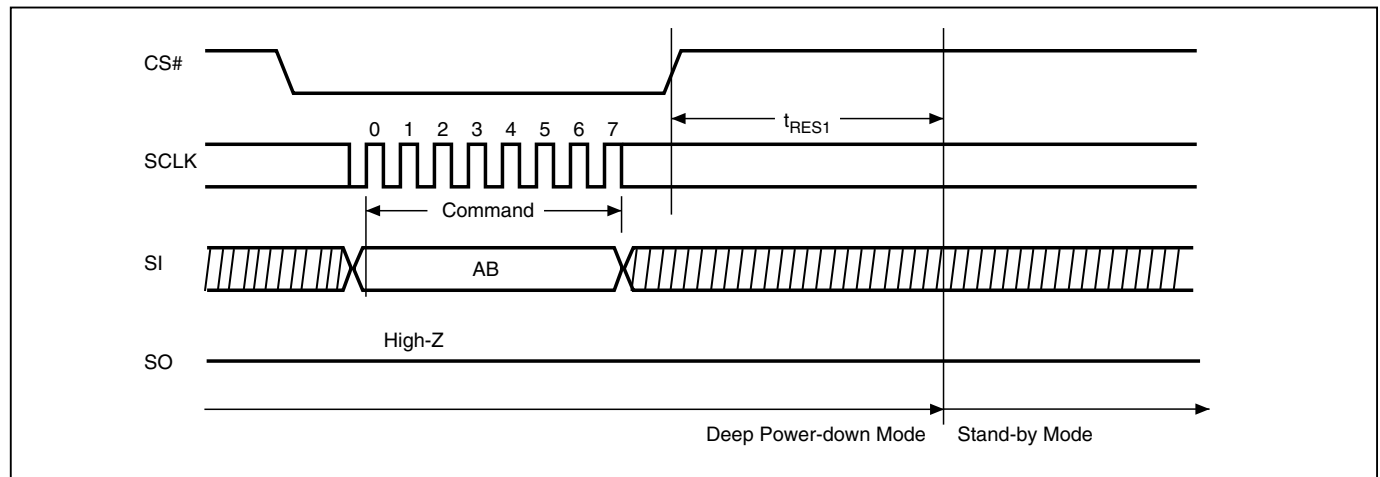 CS#
tRES1
0 1 2 3 4 5 6 7
SCLK
Command
SI
AB
High-Z
SO
Deep Power-down Mode Stand-by Mode